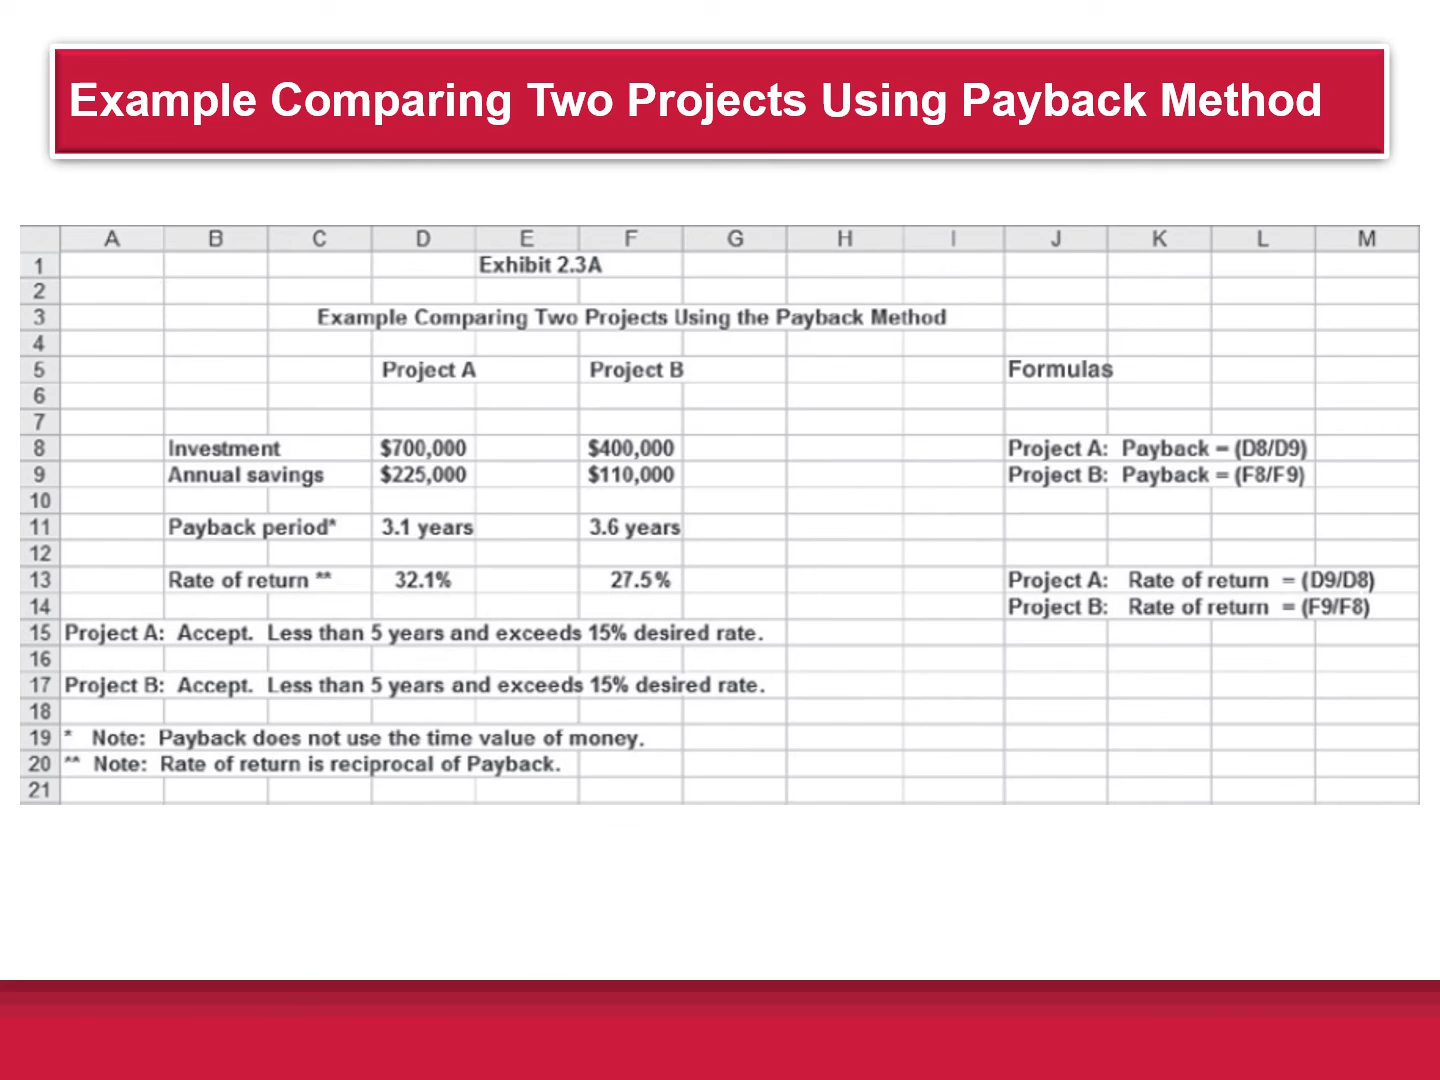 Example Comparing Two Projects Using Payback Method
A B C D E F G H I J K L M
1 Exhibit 2.3A
2
3 Example Comparing Two Projects Using the Payback Method
4
5 Project A Project B Formulas
6
7
8 Investment $700,000 $400,000 Project A: Payback = (D8/D9)
9 Annual savings $225,000 $110,000 Project B: Payback = (F8/F9)
10
11 Payback period* 3.1 years 3.6 years
12
13 Rate of return ** 32.1% 27.5% Project A: Rate of return = (D9/D8)
14 Project B: Rate of return = (F9/F8)
15 Project A: Accept. Less than 5 years and exceeds 15% desired rate.
16
17 Project B: Accept. Less than 5 years and exceeds 15% desired rate.
18
19 * Note: Payback does not use the time value of money.
20 ** Note: Rate of return is reciprocal of Payback.
21